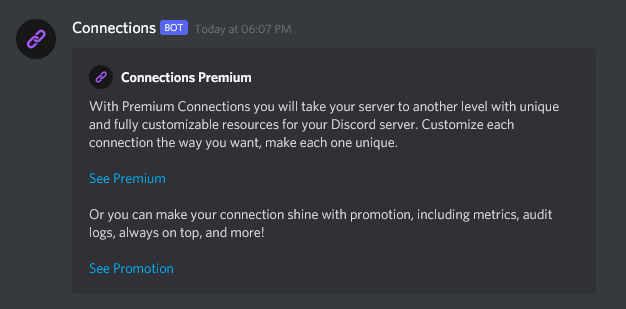 Connections BOT Today at 06:07 PM
Connections Premium
With Premium Connections you will take your server to another level with unique
and fully customizable resources for your Discord server. Customize each
connection the way you want, make each one unique.
See Premium
Or you can make your connection shine with promotion, including metrics, audit
logs, always on top, and more!
See Promotion